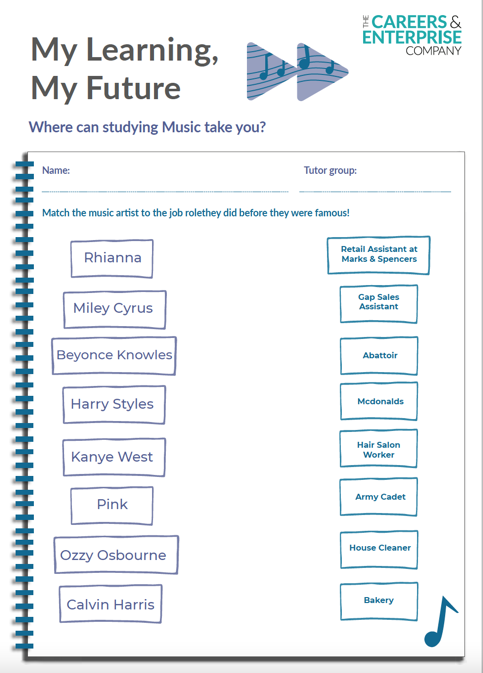 My Learning,
My Future
THE CAREERS &
ENTERPRISE
COMPANY
Where can studying Music take you?
Name:
Tutor group:
Match the music artist to the job rolethey did before they were famous!
Rhianna
Retail Assistant at
Marks & Spencers
Miley Cyrus
Gap Sales
Assistant
Beyonce Knowles
Abattoir
Harry Styles
Mcdonalds
Kanye West
Hair Salon
Worker
Pink
Army Cadet
Ozzy Osbourne
House Cleaner
Calvin Harris
Bakery